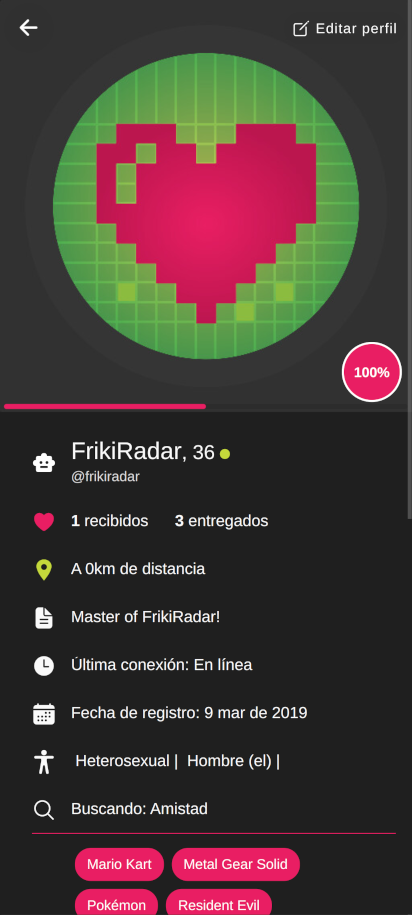 Editar perfil
100%
FrikiRadar, 36
@frikiradar
1 recibidos 3 entregados
A 0km de distancia
Master of FrikiRadar!
Última conexión: En línea
Fecha de registro: 9 mar de 2019
Heterosexual | Hombre (el) |
Buscando: Amistad
Mario Kart Metal Gear Solid
Pokémon Resident Evil